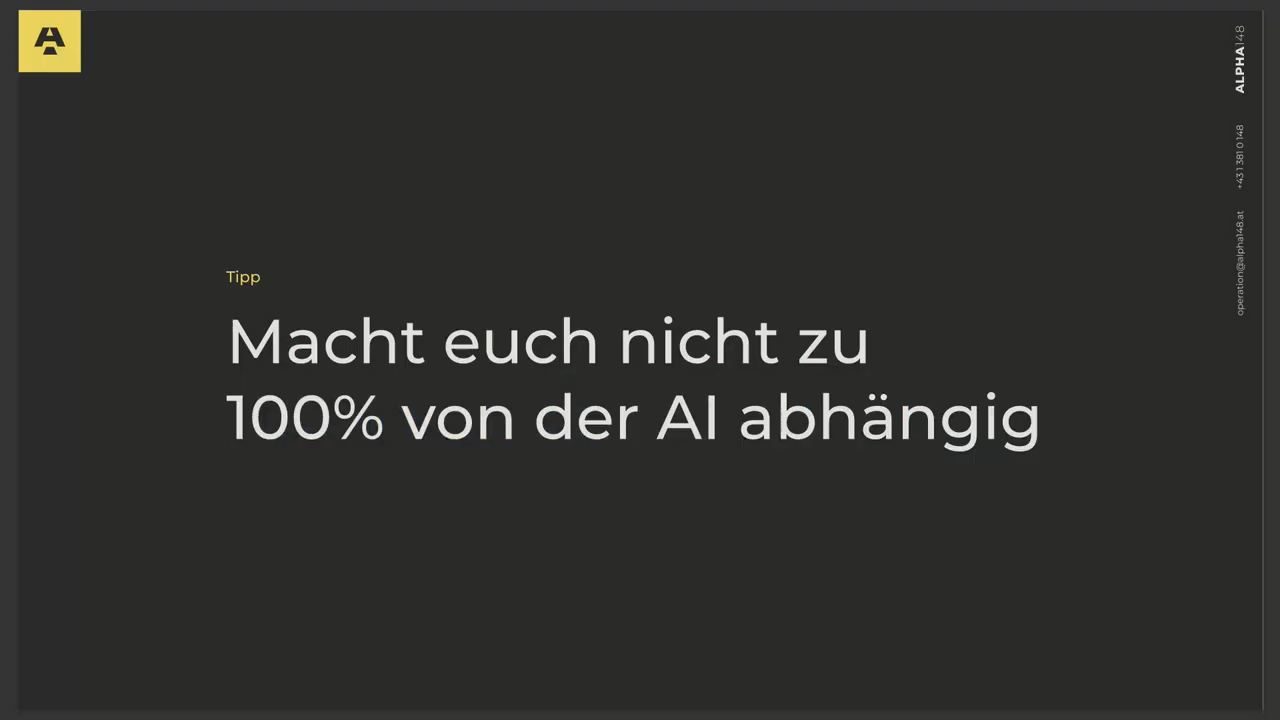 Tipp
Macht euch nicht zu
100% von der AI abhängig
ALPHA148
+43 1 381 0 148
operation@alpha148.at